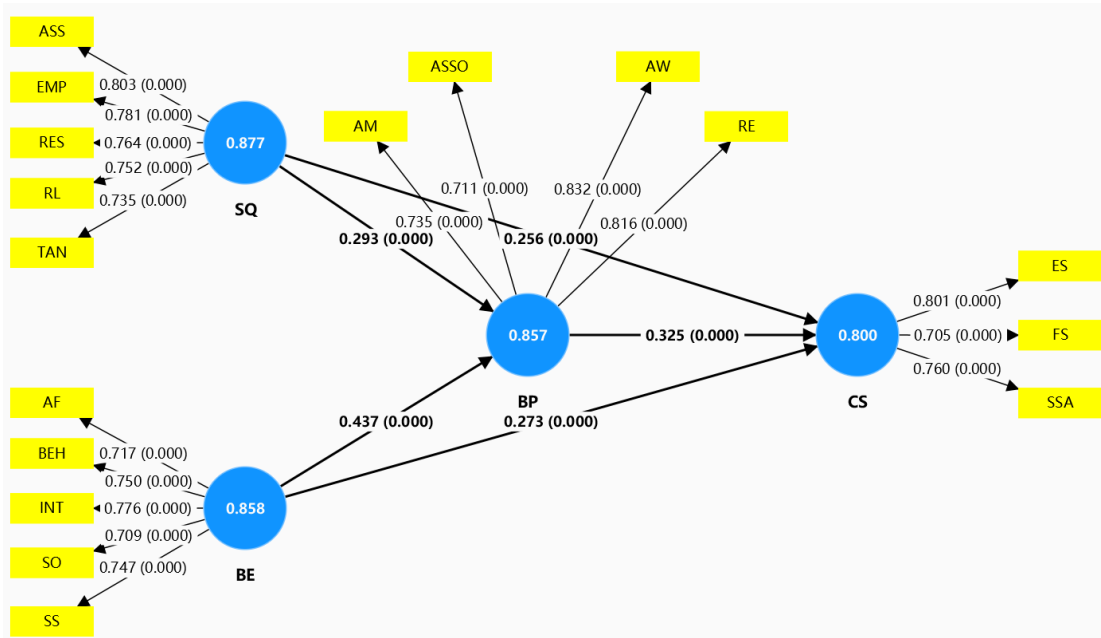 ASS
EMP
RES
RL
TAN
0.803 (0.000)
0.781 (0.000)
0.764 (0.000)
0.752 (0.000)
0.735 (0.000)
0.877
SQ
AM
ASSO
AW
RE
0.735 (0.000)
0.711 (0.000)
0.832 (0.000)
0.816 (0.000)
0.293 (0.000)
0.256 (0.000)
0.857
BP
0.325 (0.000)
0.437 (0.000)
0.273 (0.000)
0.800
CS
0.801 (0.000)
0.705 (0.000)
0.760 (0.000)
ES
FS
SSA
AF
BEH
INT
SO
SS
0.717 (0.000)
0.750 (0.000)
0.776 (0.000)
0.709 (0.000)
0.747 (0.000)
0.858
BE